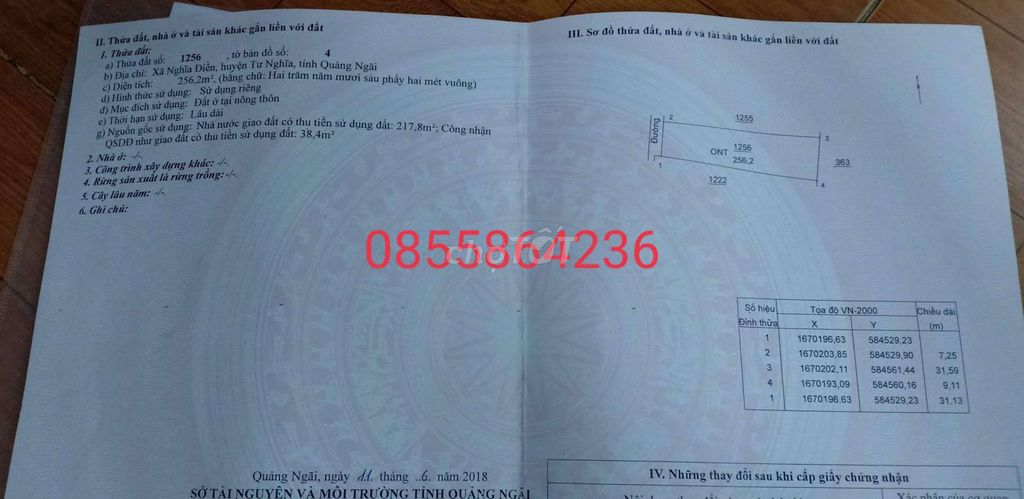 II. Thửa đất, nhà ở và tài sản khác gắn liền với đất
1. Thửa đất:
a) Thửa đất số: 1256 , tờ bản đồ số: 4
b) Địa chỉ: Xã Nghĩa Điền, huyện Tư Nghĩa, tỉnh Quảng Ngãi
c) Diện tích: 256,2m², (bằng chữ: Hai trăm năm mươi sáu phẩy hai mét vuông)
d) Hình thức sử dụng: Sử dụng riêng
đ) Mục đích sử dụng: Đất ở tại nông thôn
e) Thời hạn sử dụng: Lâu dài
g) Nguồn gốc sử dụng: Nhà nước giao đất có thu tiền sử dụng đất: 217,8m²; Công nhận
QSDĐ như giao đất có thu tiền sử dụng đất: 38,4m²
2. Nhà ở: -/-.
3. Công trình xây dựng khác: -/-.
4. Rừng sản xuất là rừng trồng: -/-.
5. Cây lâu năm: -/-.
6. Ghi chú:
Quảng Ngãi, ngày 11 tháng ..6. năm 2018
SỞ TÀI NGUYÊN VÀ MÔI TRƯỜNG TỈNH QUẢNG NGÃI
III. Sơ đồ thửa đất, nhà ở và tài sản khác gắn liền với đất
Đường
2
1255
3
ONT
1256
256,2
363
1
1222
4
0855864236
chợTỐT
Số hiệu Đỉnh thửa Tọa độ VN-2000 Chiều dài (m)
X Y
1 1670196,63 584529,23
2 1670203,85 584529,90 7,25
3 1670202,11 584561,44 31,59
4 1670193,09 584560,16 9,11
1 1670196,63 584529,23 31,13
IV. Những thay đổi sau khi cấp giấy chứng nhận
Xác nhận của cơ quan